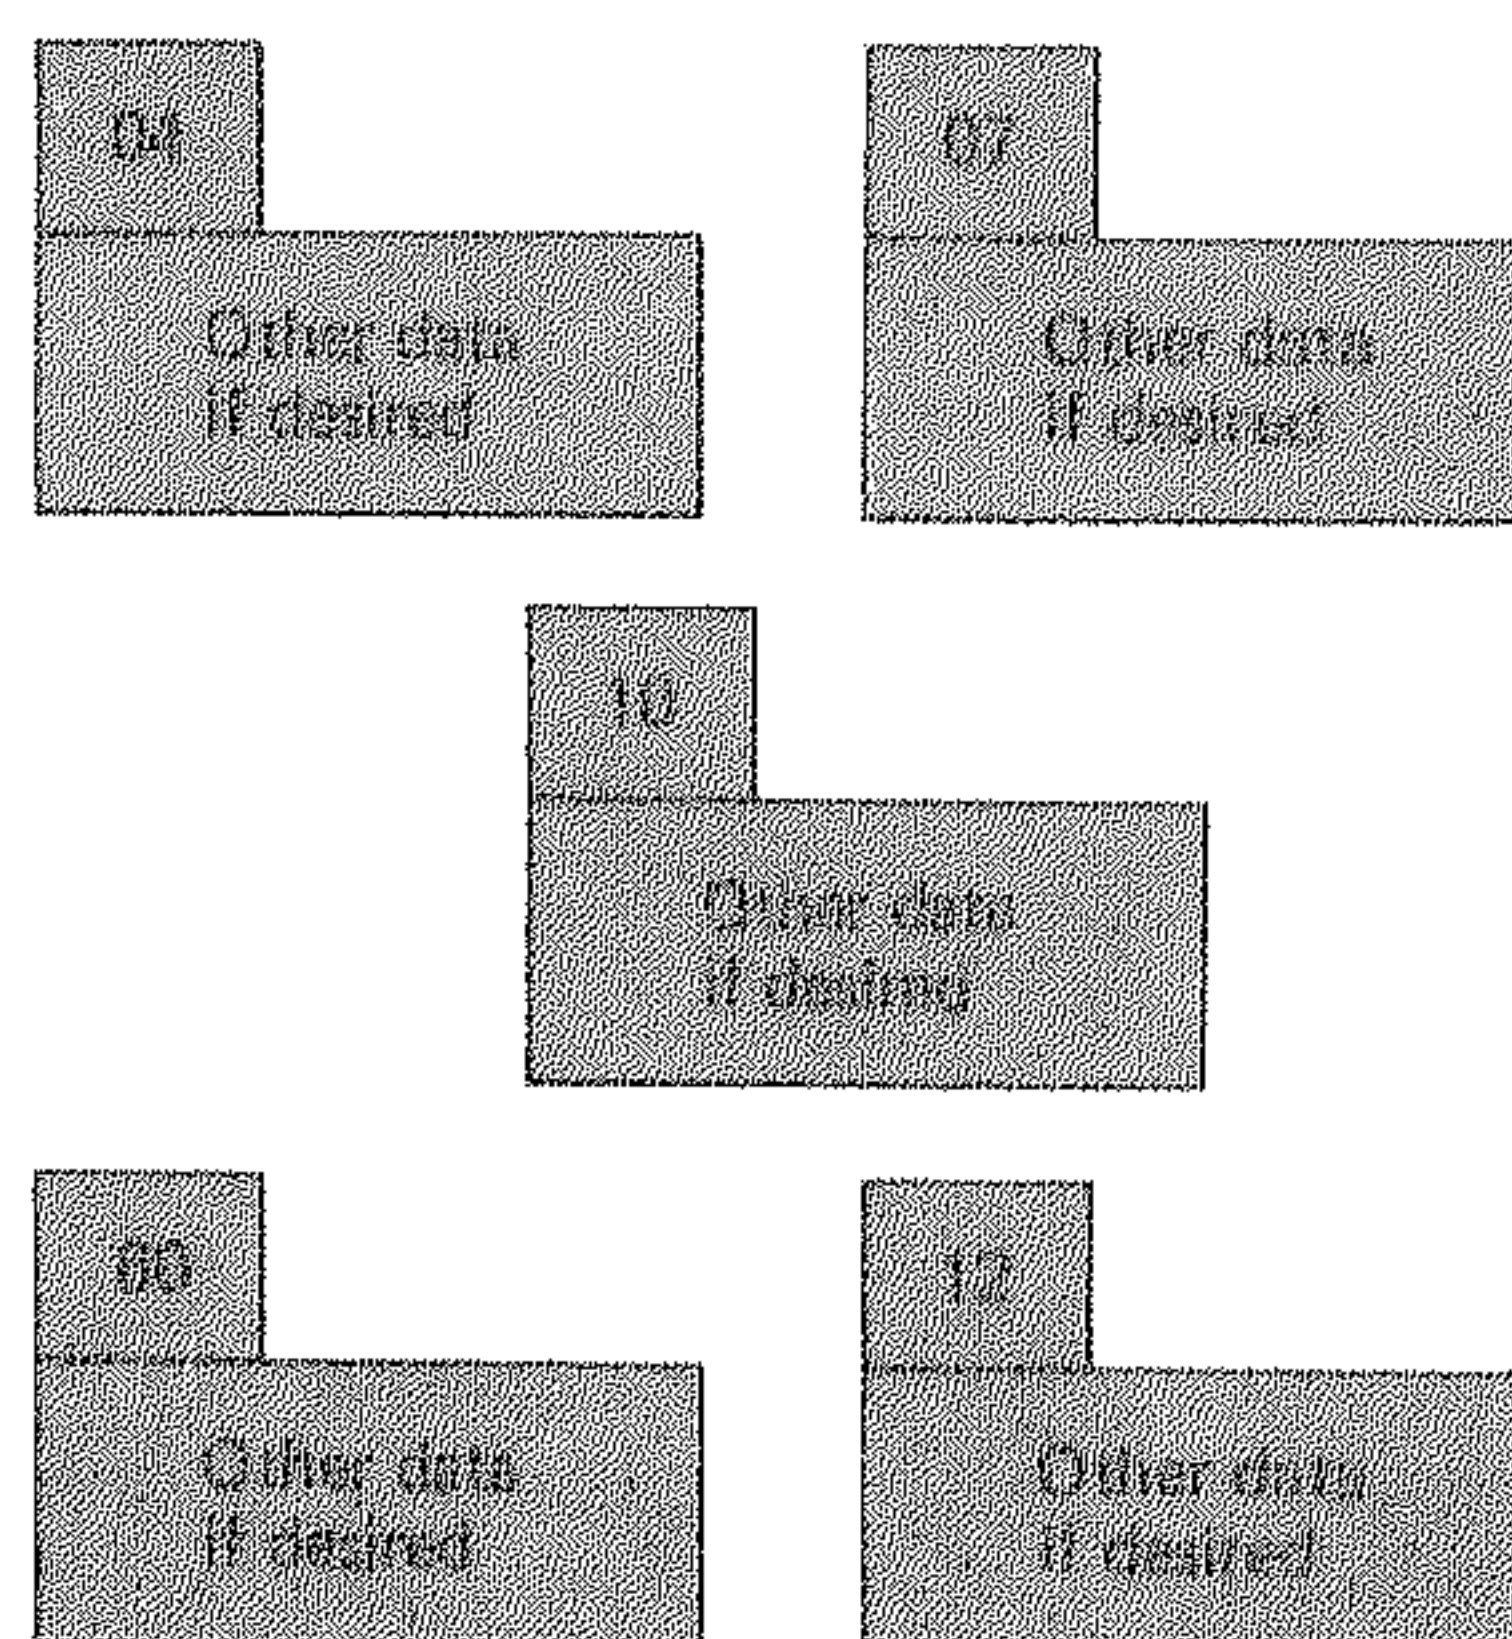 04
Other data
if desired
07
Other data
if desired
10
Other data
if desired
Other data
if desired
12
Other data
if desired